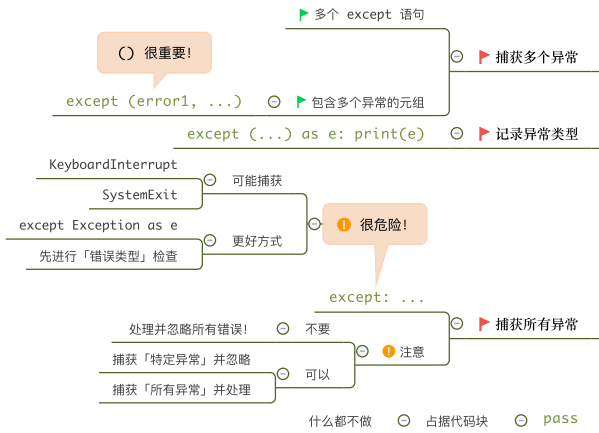 多个 except 语句
() 很重要!
捕获多个异常
except (error1, ...)
包含多个异常的元组
except (...) as e: print(e)
记录异常类型
KeyboardInterrupt
可能捕获
SystemExit
except Exception as e
很危险!
更好方式
先进行「错误类型」检查
except: ...
捕获所有异常
处理并忽略所有错误!
不要
注意
捕获「特定异常」并忽略
可以
捕获「所有异常」并处理
什么都不做
占据代码块
pass